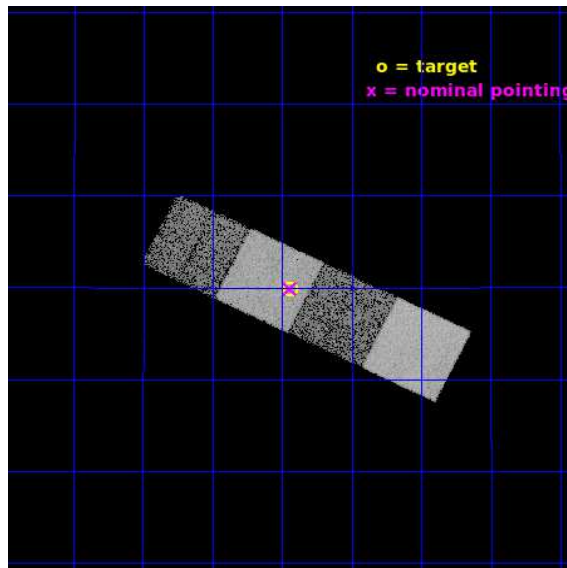 o = target
x = nominal pointing